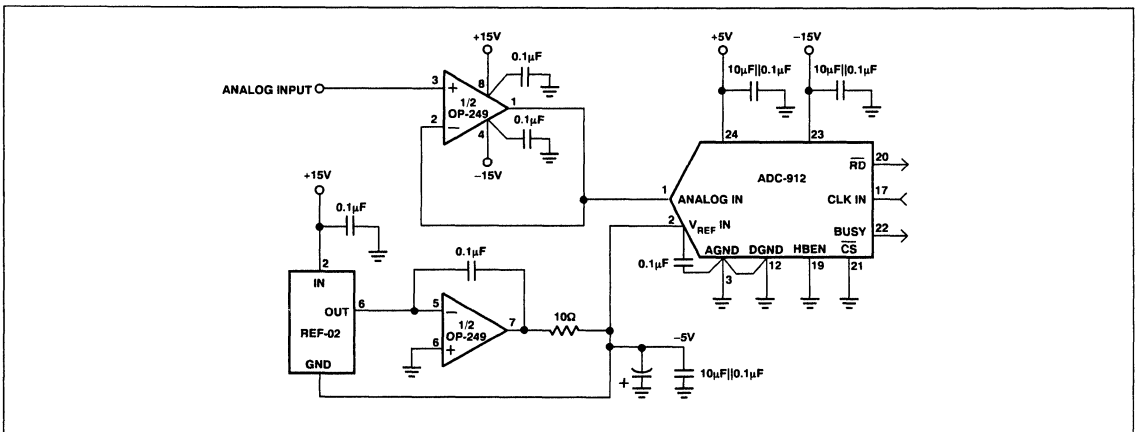 +15V
0.1μF
ANALOG INPUT
3
+
8
1/2
OP-249
1
2
−
4
0.1μF
−15V
+5V
−15V
10μF||0.1μF
10μF||0.1μF
24
23
ADC-912
1
ANALOG IN
2
VREF IN
RD
20
CLK IN
17
BUSY
22
AGND
DGND
HBEN
CS
3
12
19
21
0.1μF
+15V
0.1μF
2
IN
OUT
6
REF-02
GND
0.1μF
5
−
1/2
OP-249
6
+
7
10Ω
−5V
+
10μF||0.1μF